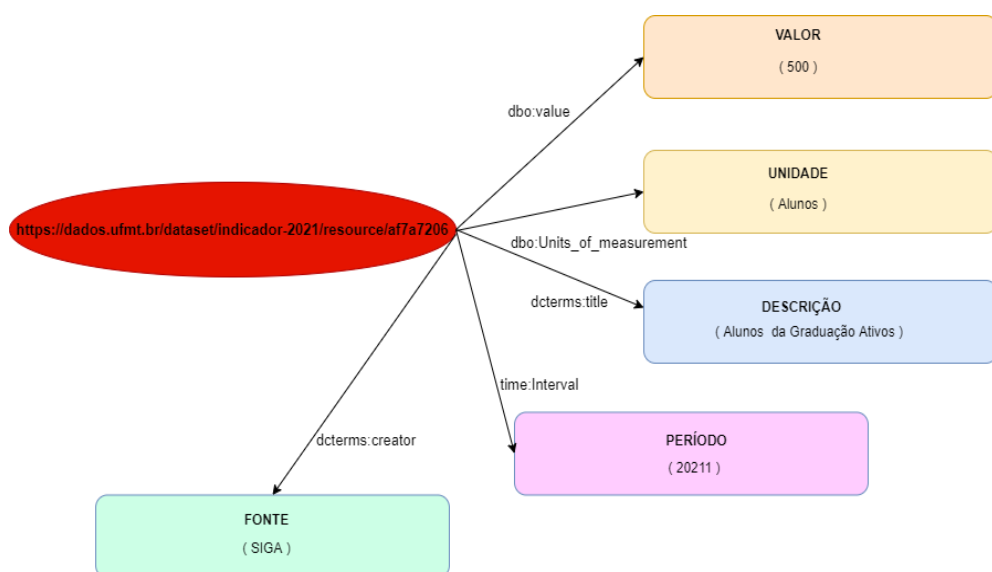 VALOR
( 500 )
dbo:value
UNIDADE
( Alunos )
https://dados.ufmt.br/dataset/indicador-2021/resource/af7a7206
dbo:Units_of_measurement
dcterms:title
DESCRIÇÃO
( Alunos da Graduação Ativos )
time:Interval
dcterms:creator
PERÍODO
( 20211 )
FONTE
( SIGA )